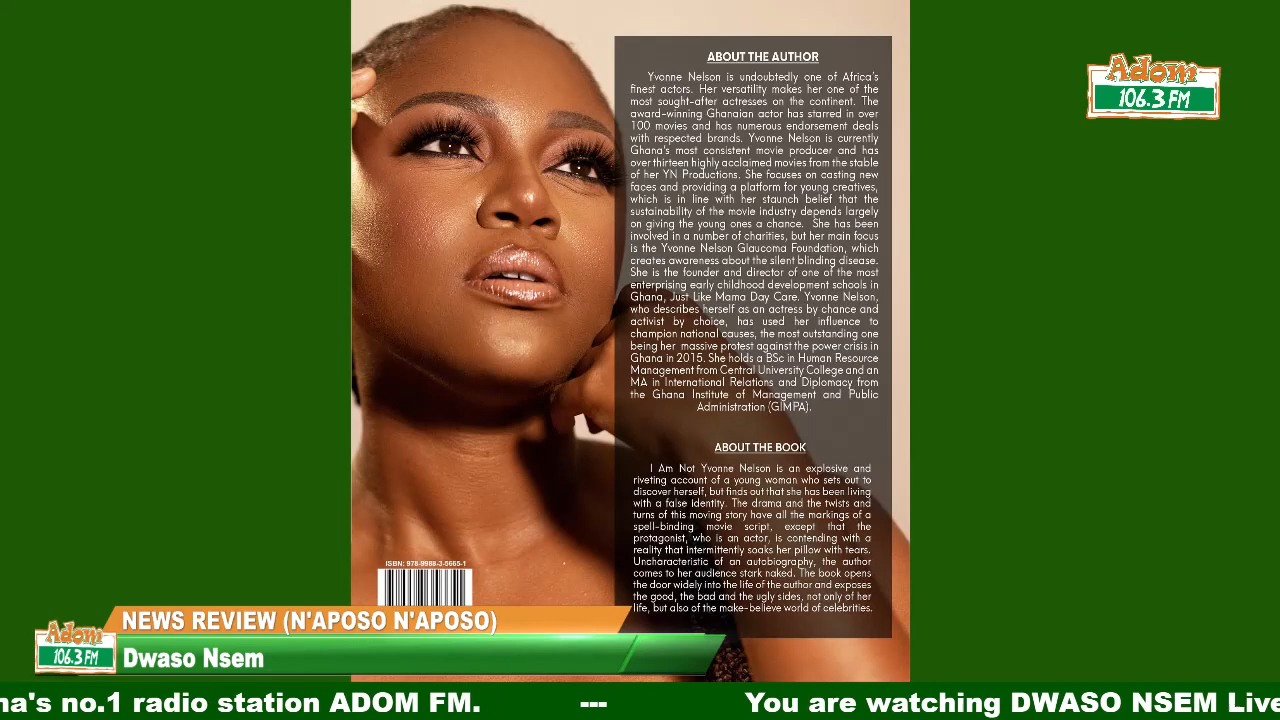 ABOUT THE AUTHOR
Yvonne Nelson is undoubtedly one of Africa's
finest actors. Her versatility makes her one of the
most sought-after actresses on the continent. The
award-winning Ghanaian actor has starred in over
100 movies and has numerous endorsement deals
with respected brands. Yvonne Nelson is currently
Ghana's most consistent movie producer and has
over thirteen highly acclaimed movies from the stable
of her YN Productions. She focuses on casting new
faces and providing a platform for young creatives,
which is in line with her staunch belief that the
sustainability of the movie industry depends largely
on giving the young ones a chance. She has been
involved in a number of charities, but her main focus
is the Yvonne Nelson Glaucoma Foundation, which
creates awareness about the silent blinding disease.
She is the founder and director of one of the most
enterprising early childhood development schools in
Ghana, Just Like Mama Day Care. Yvonne Nelson,
who describes herself as an actress by chance and
activist by choice, has used her influence to
champion national causes, the most outstanding one
being her massive protest against the power crisis in
Ghana in 2015. She holds a BSc in Human Resource
Management from Central University College and an
MA in International Relations and Diplomacy from
the Ghana Institute of Management and Public
Administration (GIMPA).
ABOUT THE BOOK
I Am Not Yvonne Nelson is an explosive and
riveting account of a young woman who sets out to
discover herself, but finds out that she has been living
with a false identity. The drama and the twists and
turns of this moving story have all the markings of a
spell-binding movie script, except that the
protagonist, who is an actor, is contending with a
reality that intermittently soaks her pillow with tears.
Uncharacteristic of an autobiography, the author
comes to her audience stark naked. The book opens
the door widely into the life of the author and exposes
the good, the bad and the ugly sides, not only of her
life, but also of the make-believe world of celebrities.
ISBN: 978-9988-3-5665-1
Adom
106.3 FM
NEWS REVIEW (N'APOSO N'APOSO)
Adom
106.3 FM
Dwaso Nsem
na's no.1 radio station ADOM FM. --- You are watching DWASO NSEM Live